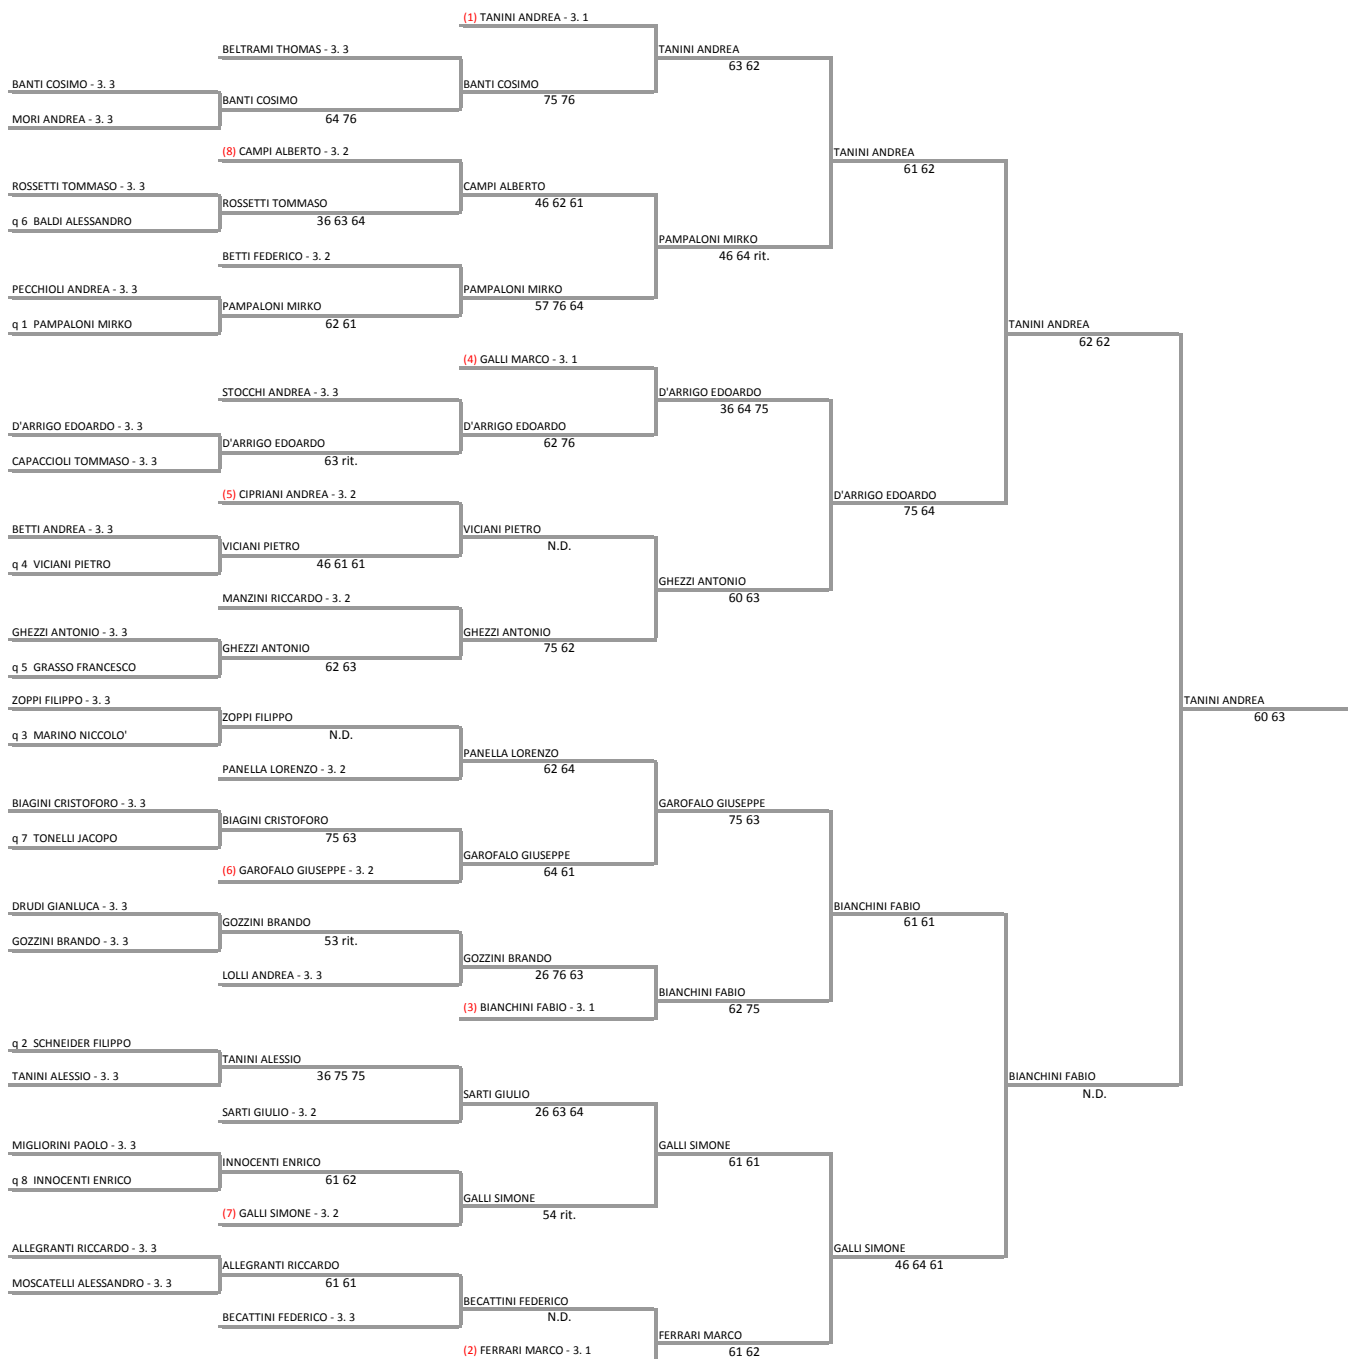 (1) TANINI ANDREA - 3. 1
BELTRAMI THOMAS - 3. 3
TANINI ANDREA
63 62
BANTI COSIMO - 3. 3
BANTI COSIMO
75 76
BANTI COSIMO
64 76
MORI ANDREA - 3. 3
(8) CAMPI ALBERTO - 3. 2
TANINI ANDREA
61 62
ROSSETTI TOMMASO - 3. 3
CAMPI ALBERTO
46 62 61
ROSSETTI TOMMASO
36 63 64
q 6 BALDI ALESSANDRO
PAMPALONI MIRKO
46 64 rit.
BETTI FEDERICO - 3. 2
PECCHIOLI ANDREA - 3. 3
PAMPALONI MIRKO
57 76 64
PAMPALONI MIRKO
62 61
q 1 PAMPALONI MIRKO
TANINI ANDREA
62 62
(4) GALLI MARCO - 3. 1
STOCCHI ANDREA - 3. 3
D'ARRIGO EDOARDO
36 64 75
D'ARRIGO EDOARDO - 3. 3
D'ARRIGO EDOARDO
62 76
D'ARRIGO EDOARDO
63 rit.
CAPACCIOLI TOMMASO - 3. 3
(5) CIPRIANI ANDREA - 3. 2
D'ARRIGO EDOARDO
75 64
BETTI ANDREA - 3. 3
VICIANI PIETRO
N.D.
VICIANI PIETRO
46 61 61
q 4 VICIANI PIETRO
GHEZZI ANTONIO
60 63
MANZINI RICCARDO - 3. 2
GHEZZI ANTONIO - 3. 3
GHEZZI ANTONIO
75 62
GHEZZI ANTONIO
62 63
q 5 GRASSO FRANCESCO
ZOPPI FILIPPO - 3. 3
TANINI ANDREA
60 63
ZOPPI FILIPPO
N.D.
q 3 MARINO NICCOLO'
PANELLA LORENZO
62 64
PANELLA LORENZO - 3. 2
BIAGINI CRISTOFORO - 3. 3
GAROFALO GIUSEPPE
75 63
BIAGINI CRISTOFORO
75 63
q 7 TONELLI JACOPO
GAROFALO GIUSEPPE
64 61
(6) GAROFALO GIUSEPPE - 3. 2
DRUDI GIANLUCA - 3. 3
BIANCHINI FABIO
61 61
GOZZINI BRANDO
53 rit.
GOZZINI BRANDO - 3. 3
GOZZINI BRANDO
26 76 63
LOLLI ANDREA - 3. 3
BIANCHINI FABIO
62 75
(3) BIANCHINI FABIO - 3. 1
q 2 SCHNEIDER FILIPPO
TANINI ALESSIO
36 75 75
TANINI ALESSIO - 3. 3
BIANCHINI FABIO
N.D.
SARTI GIULIO
26 63 64
SARTI GIULIO - 3. 2
MIGLIORINI PAOLO - 3. 3
GALLI SIMONE
61 61
INNOCENTI ENRICO
61 62
q 8 INNOCENTI ENRICO
GALLI SIMONE
54 rit.
(7) GALLI SIMONE - 3. 2
ALLEGRANTI RICCARDO - 3. 3
GALLI SIMONE
46 64 61
ALLEGRANTI RICCARDO
61 61
MOSCATELLI ALESSANDRO - 3. 3
BECATTINI FEDERICO
N.D.
BECATTINI FEDERICO - 3. 3
FERRARI MARCO
61 62
(2) FERRARI MARCO - 3. 1